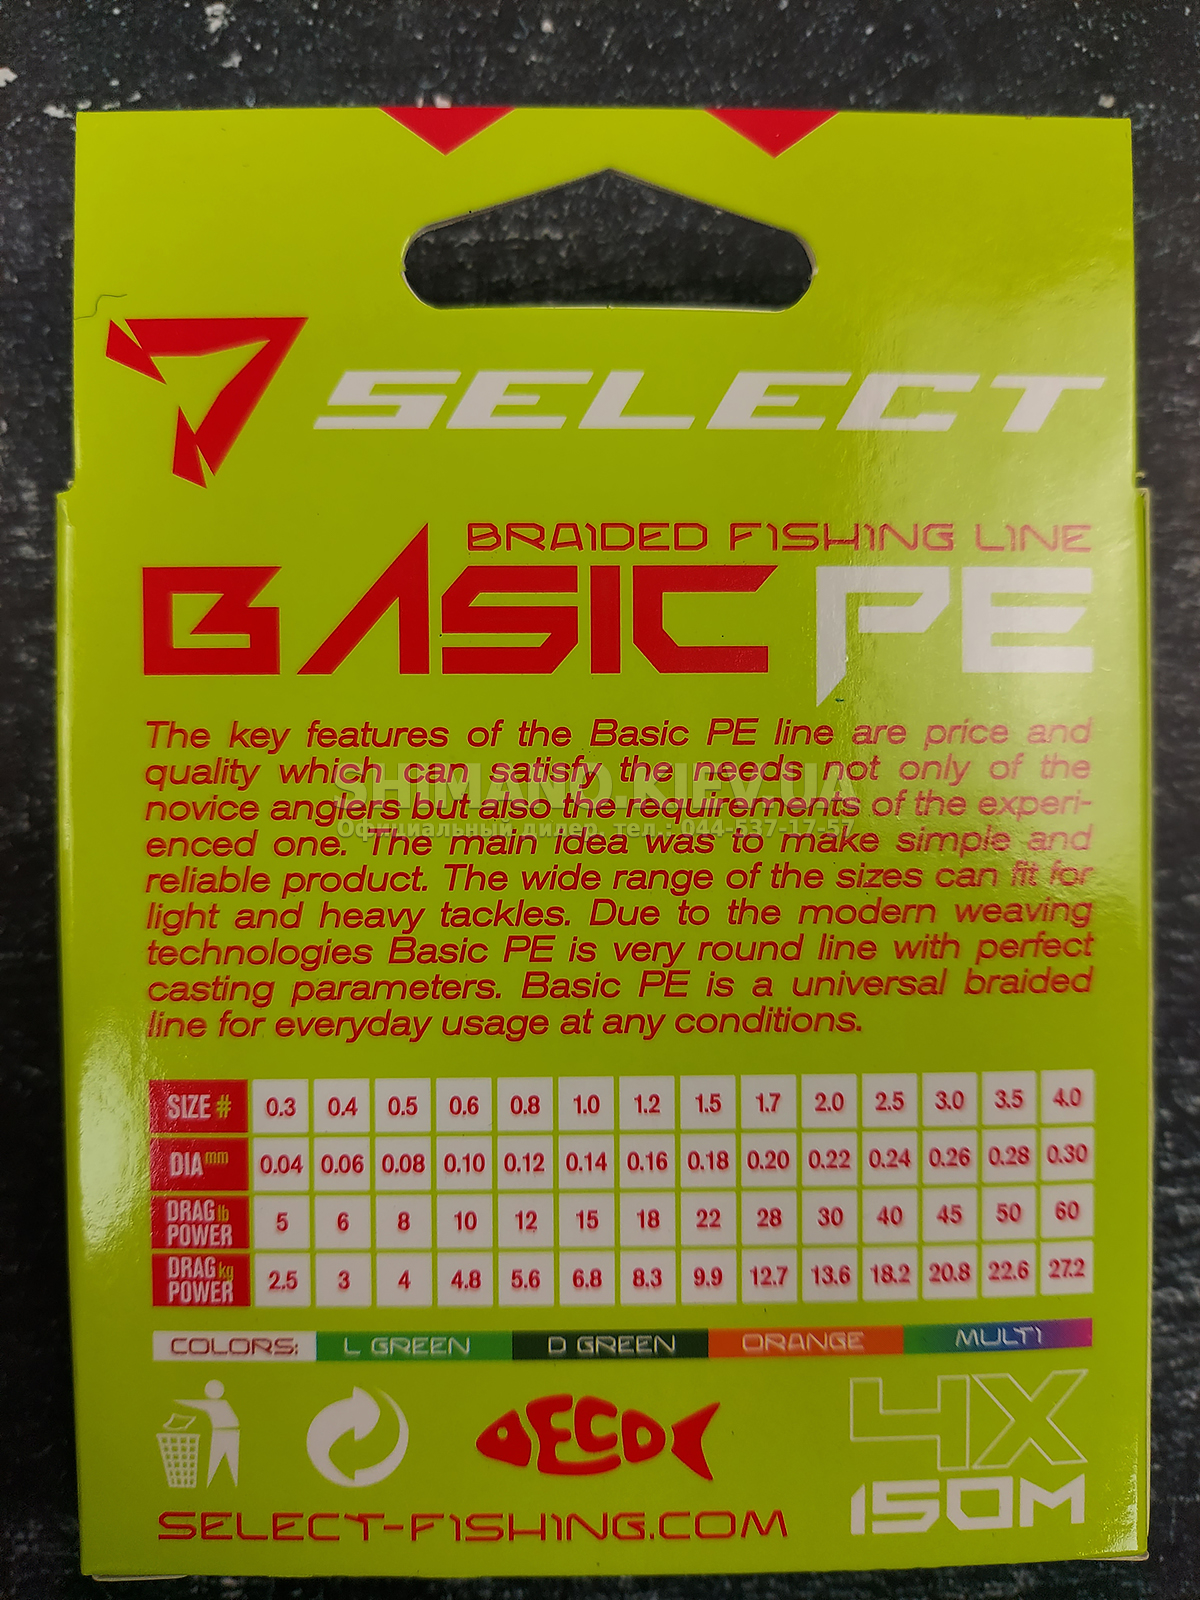 SELECT
BRAIDED FISHING LINE
BASIC PE
The key features of the Basic PE line are price and
quality which can satisfy the needs not only of the
novice anglers but also the requirements of the experi-
enced one. The main idea was to make simple and
reliable product. The wide range of the sizes can fit for
light and heavy tackles. Due to the modern weaving
technologies Basic PE is very round line with perfect
casting parameters. Basic PE is a universal braided
line for everyday usage at any conditions.
SHIMANO.KIEV.UA
Официальный дилер, тел.: 044-537-17-57
SIZE # 0.3 0.4 0.5 0.6 0.8 1.0 1.2 1.5 1.7 2.0 2.5 3.0 3.5 4.0
DIA mm 0.04 0.06 0.08 0.10 0.12 0.14 0.16 0.18 0.20 0.22 0.24 0.26 0.28 0.30
DRAG lb POWER 5 6 8 10 12 15 18 22 28 30 40 45 50 60
DRAG kg POWER 2.5 3 4 4.8 5.6 6.8 8.3 9.9 12.7 13.6 18.2 20.8 22.6 27.2
COLORS: L GREEN D GREEN ORANGE MULTI
ECO
4X
150M
SELECT-FISHING.COM